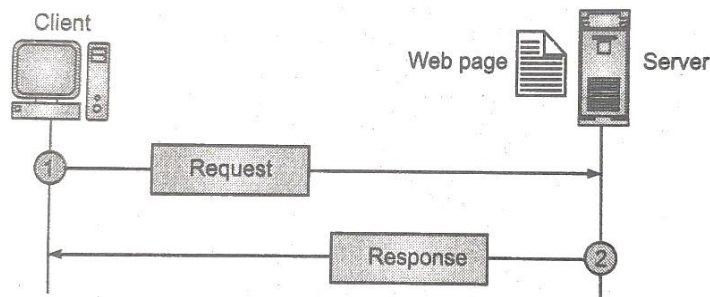 Client
Web page
Server
1
Request
Response
2